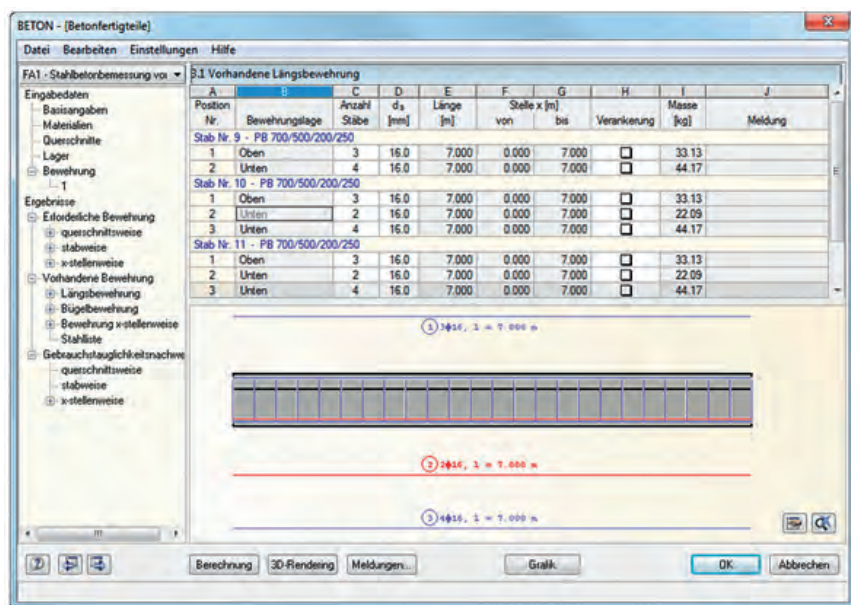 BETON - [Betonfertigteile]
Datei Bearbeiten Einstellungen Hilfe
FA1 - Stahlbetonbemessung vor
3.1 Vorhandene Längsbewehrung
Eingabedaten
Basisangaben
Materialien
Querschnitte
Lager
Bewehrung
1
Ergebnisse
Erforderliche Bewehrung
querschnittsweise
stabweise
x-stellenweise
Vorhandene Bewehrung
Längsbewehrung
Bügelbewehrung
Bewehrung x-stellenweise
Stahlliste
Gebrauchstauglichkeitsnachwe
querschnittsweise
stabweise
x-stellenweise
A B C D E F G H I J
Position Anzahl ds Länge Stelle x [m] Masse
Nr. Bewehrungslage Stäbe [mm] [m] von bis Verankerung [kg] Meldung
Stab Nr. 9 - PB 700/500/200/250
1 Oben 3 16.0 7.000 0.000 7.000 33.13
2 Unten 4 16.0 7.000 0.000 7.000 44.17
Stab Nr. 10 - PB 700/500/200/250
1 Oben 3 16.0 7.000 0.000 7.000 33.13
2 Unten 2 16.0 7.000 0.000 7.000 22.09
3 Unten 4 16.0 7.000 0.000 7.000 44.17
Stab Nr. 11 - PB 700/500/200/250
1 Oben 3 16.0 7.000 0.000 7.000 33.13
2 Unten 2 16.0 7.000 0.000 7.000 22.09
3 Unten 4 16.0 7.000 0.000 7.000 44.17
1 3ϕ16, l = 7.000 m
2 2ϕ16, l = 7.000 m
3 4ϕ16, l = 7.000 m
Berechnung 3D-Rendering Meldungen... Grafik OK Abbrechen